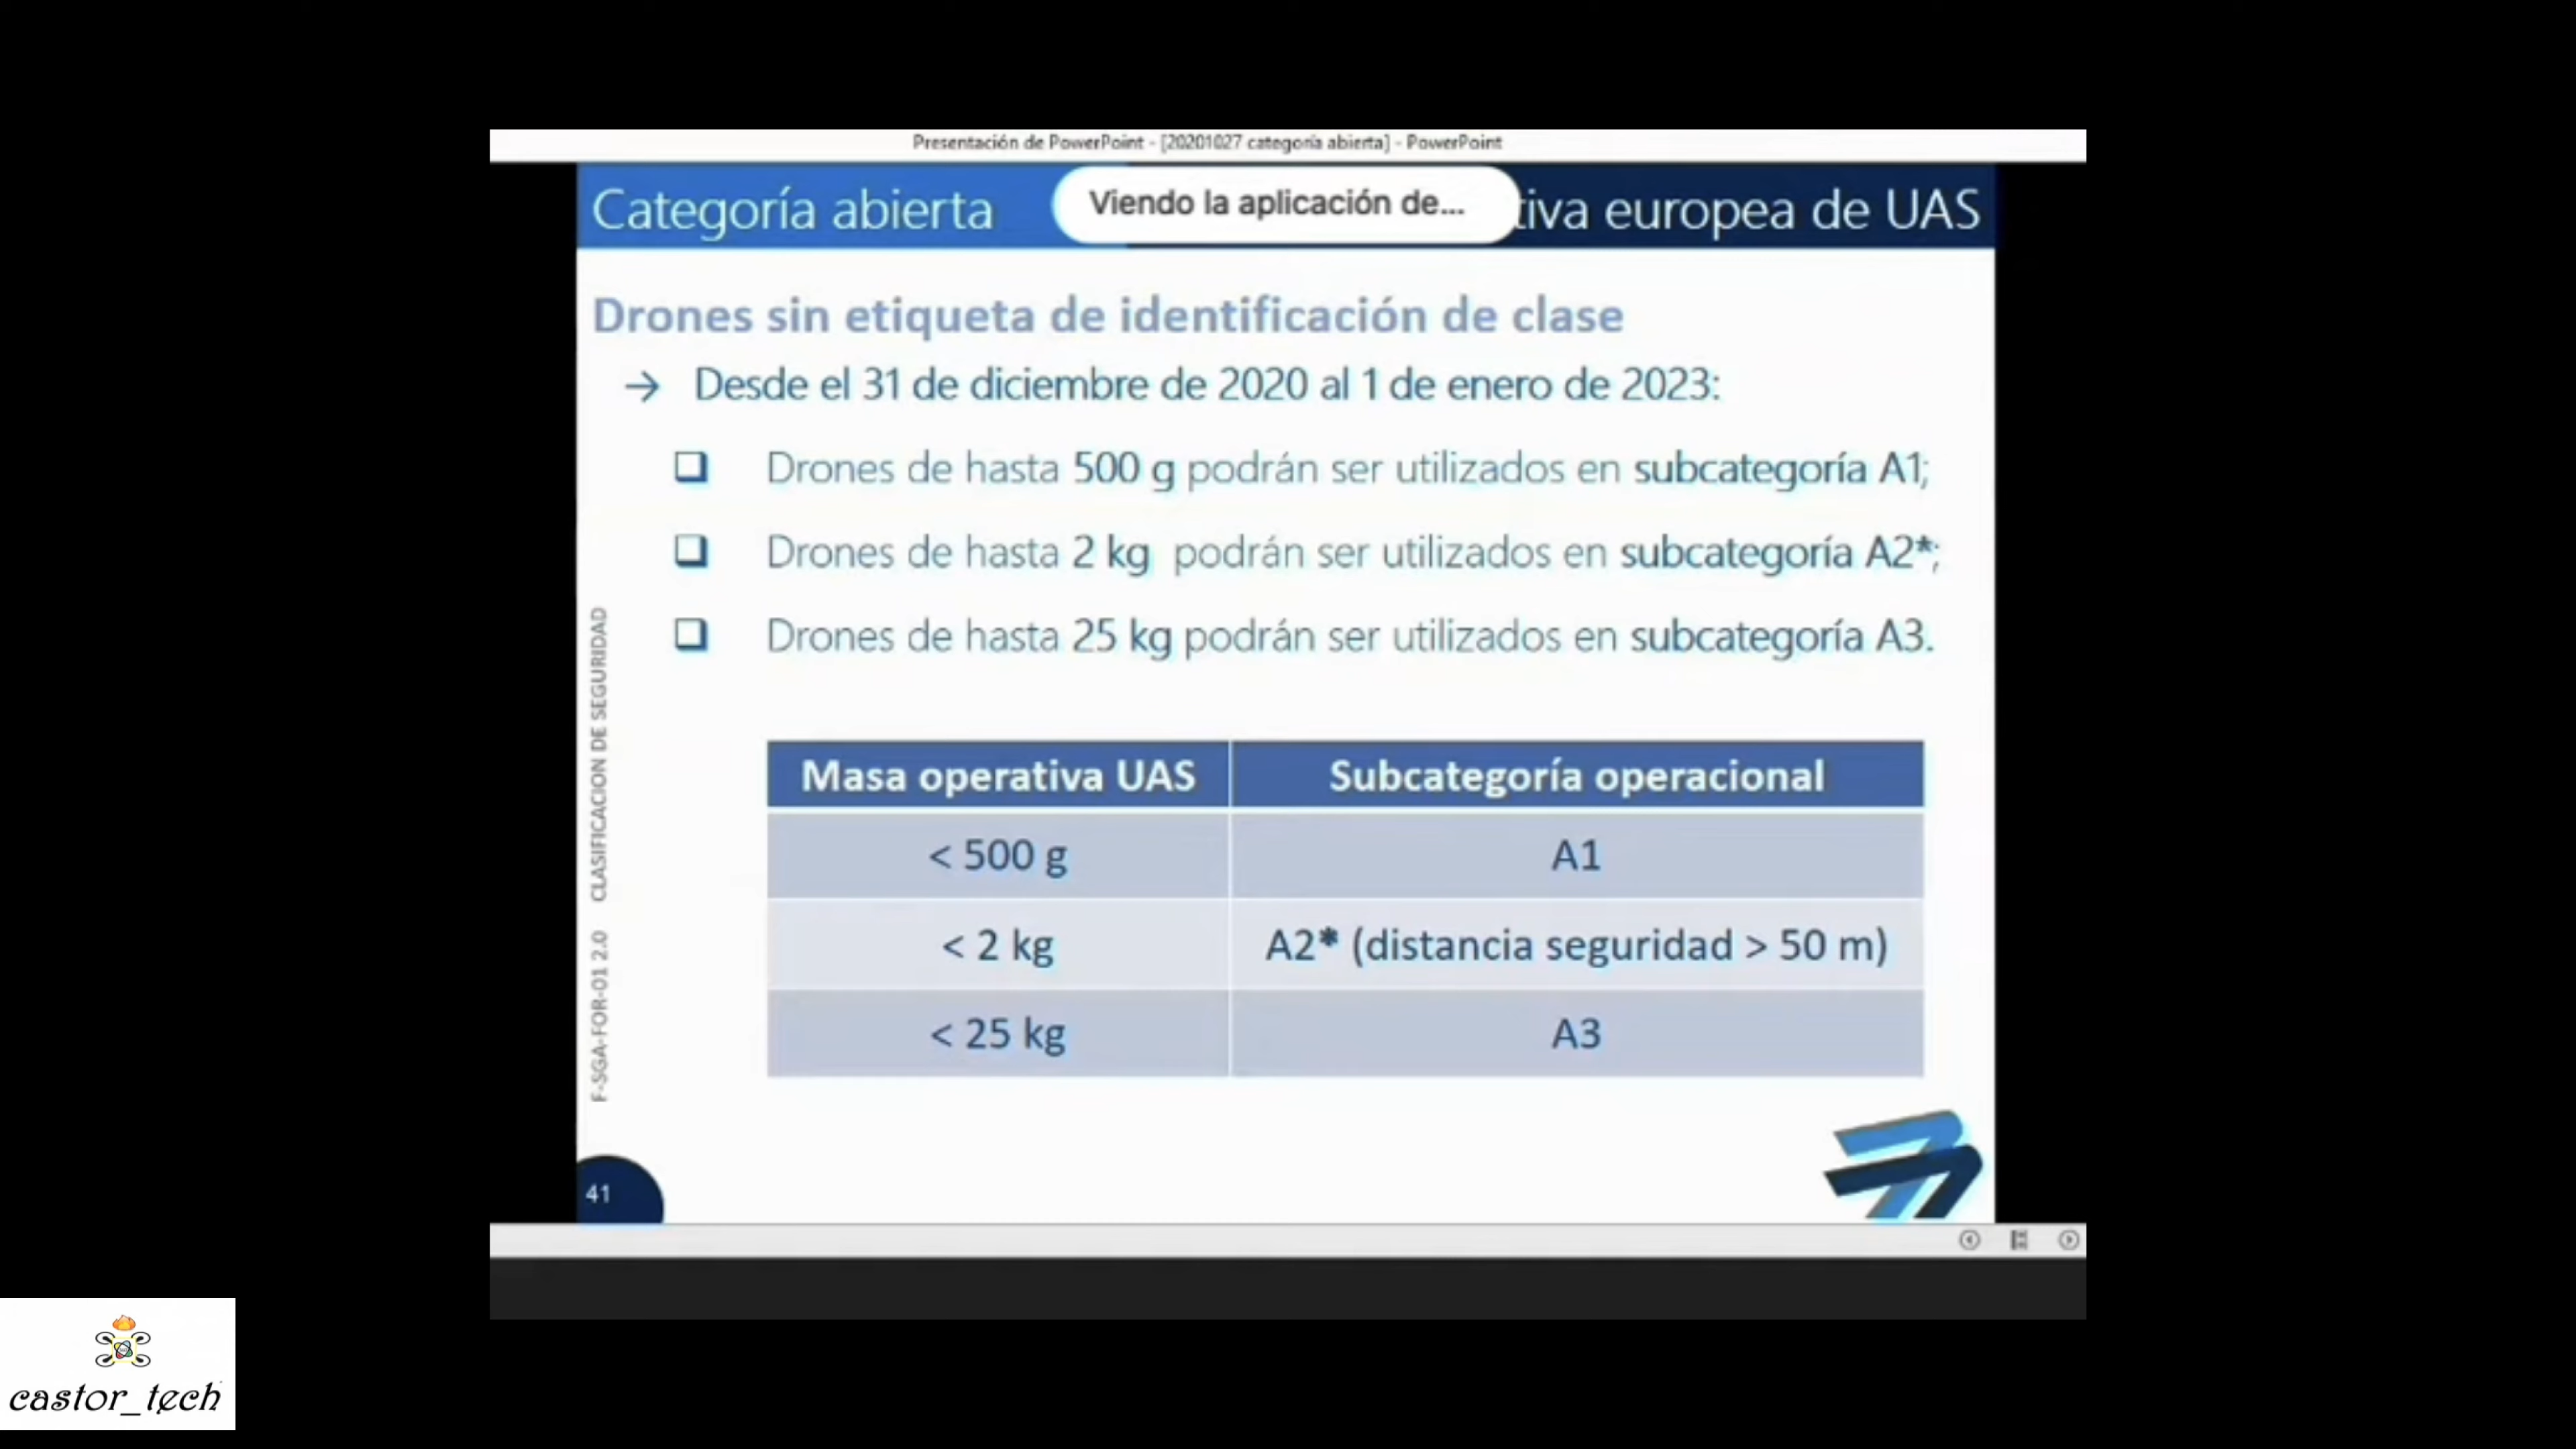 Presentación de PowerPoint - [20201027 categoría abierta] - PowerPoint
Categoría abierta
Viendo la aplicación de...
tiva europea de UAS
Drones sin etiqueta de identificación de clase
→ Desde el 31 de diciembre de 2020 al 1 de enero de 2023:
❑ Drones de hasta 500 g podrán ser utilizados en subcategoría A1;
❑ Drones de hasta 2 kg podrán ser utilizados en subcategoría A2*;
❑ Drones de hasta 25 kg podrán ser utilizados en subcategoría A3.
Masa operativa UAS Subcategoría operacional
< 500 g A1
< 2 kg A2* (distancia seguridad > 50 m)
< 25 kg A3
F-SGA-FOR-01 2.0 CLASIFICACION DE SEGURIDAD
41
castor_tech